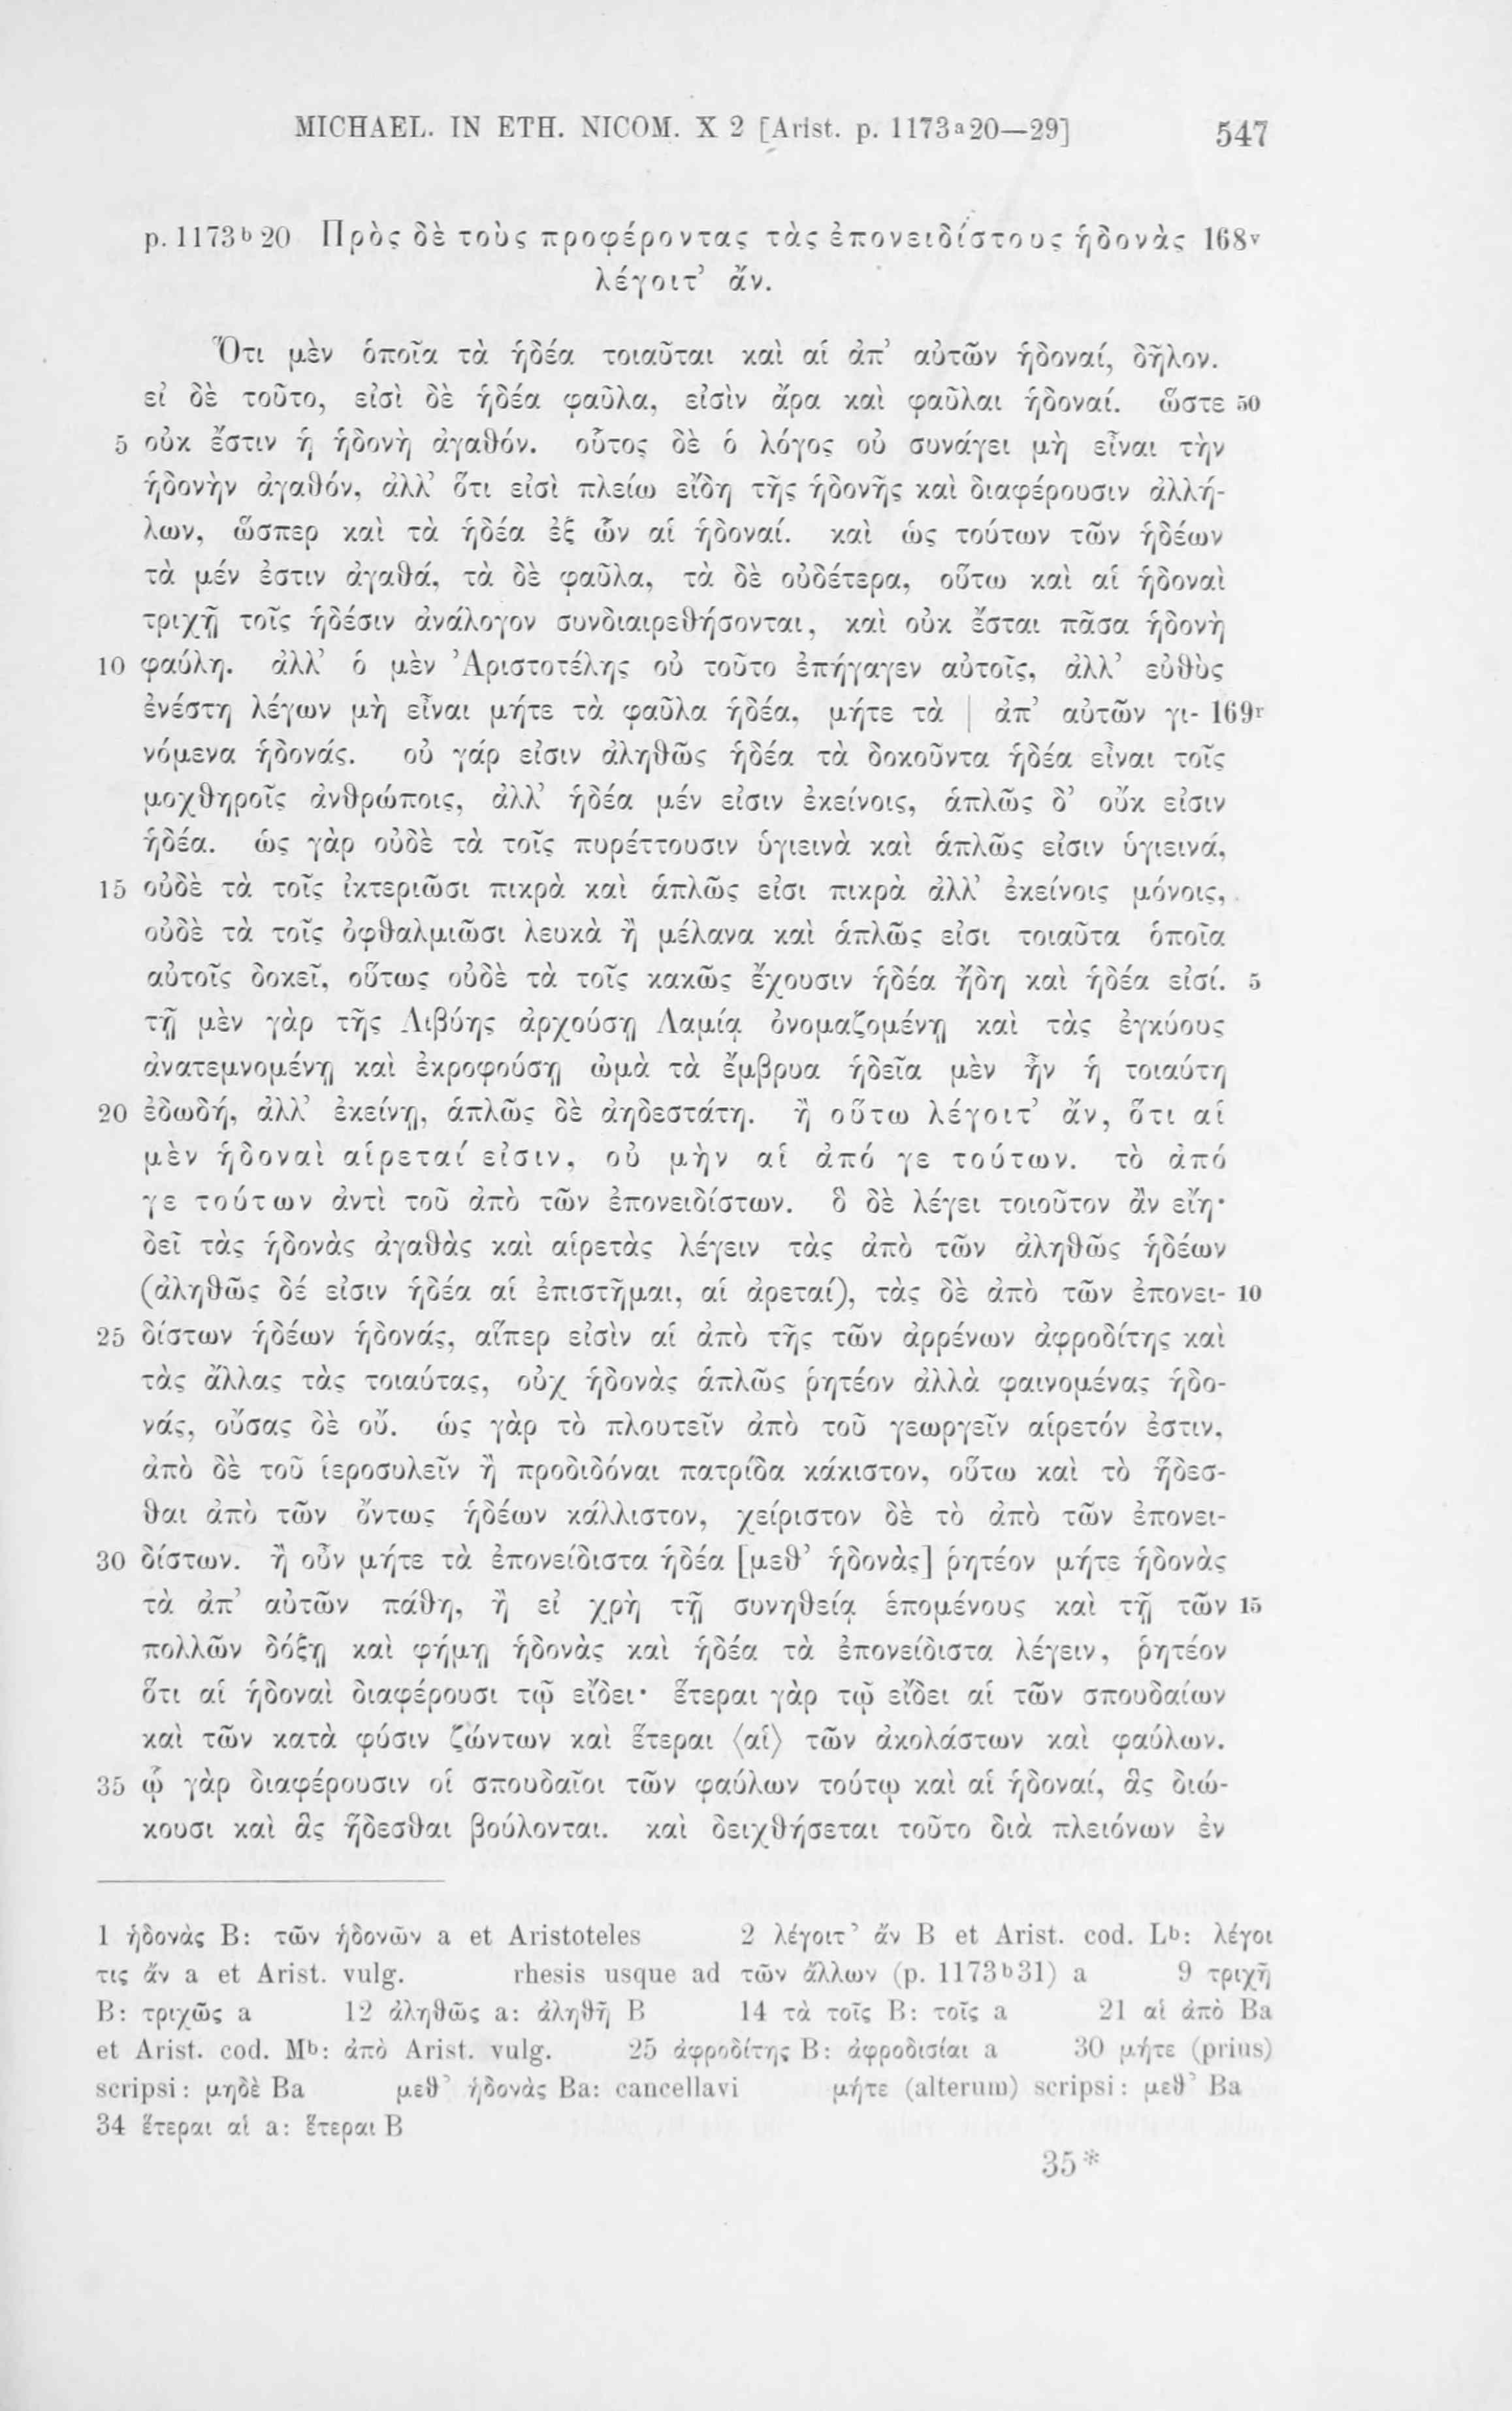 MICHAEL. IN ETH. NICOM. X 2 [Arist. p. 1173ᵃ20—29] 547
p. 1173ᵇ20 Πρὸς δὲ τοὺς προφέροντας τὰς ἐπονειδίστους ἡδονὰς 168ᵛ
λέγοιτ’ ἄν.
Ὅτι μὲν ὁποῖα τὰ ἡδέα τοιαῦται καὶ αἱ ἀπ’ αὐτῶν ἡδοναί, δῆλον.
εἰ δὲ τοῦτο, εἰσὶ δὲ ἡδέα φαῦλα, εἰσὶν ἄρα καὶ φαῦλαι ἡδοναί. ὥστε 50
5 οὐκ ἔστιν ἡ ἡδονὴ ἀγαθόν. οὗτος δὲ ὁ λόγος οὐ συνάγει μὴ εἶναι τὴν
ἡδονὴν ἀγαθόν, ἀλλ’ ὅτι εἰσὶ πλείω εἴδη τῆς ἡδονῆς καὶ διαφέρουσιν ἀλλή-
λων, ὥσπερ καὶ τὰ ἡδέα ἐξ ὧν αἱ ἡδοναί. καὶ ὡς τούτων τῶν ἡδέων
τὰ μέν ἐστιν ἀγαθά, τὰ δὲ φαῦλα, τὰ δὲ οὐδέτερα, οὕτω καὶ αἱ ἡδοναὶ
τριχῇ τοῖς ἡδέσιν ἀνάλογον συνδιαιρεθήσονται, καὶ οὐκ ἔσται πᾶσα ἡδονὴ
10 φαύλη. ἀλλ’ ὁ μὲν Ἀριστοτέλης οὐ τοῦτο ἐπήγαγεν αὐτοῖς, ἀλλ’ εὐθὺς
ἐνέστη λέγων μὴ εἶναι μήτε τὰ φαῦλα ἡδέα, μήτε τὰ | ἀπ’ αὐτῶν γι- 169ʳ
νόμενα ἡδονάς. οὐ γάρ εἰσιν ἀληθῶς ἡδέα τὰ δοκοῦντα ἡδέα εἶναι τοῖς
μοχθηροῖς ἀνθρώποις, ἀλλ’ ἡδέα μέν εἰσιν ἐκείνοις, ἁπλῶς δ’ οὔκ εἰσιν
ἡδέα. ὡς γὰρ οὐδὲ τὰ τοῖς πυρέττουσιν ὑγιεινὰ καὶ ἁπλῶς εἰσιν ὑγιεινά,
15 οὐδὲ τὰ τοῖς ἰκτεριῶσι πικρὰ καὶ ἁπλῶς εἰσι πικρὰ ἀλλ’ ἐκείνοις μόνοις,
οὐδὲ τὰ τοῖς ὀφθαλμιῶσι λευκὰ ἢ μέλανα καὶ ἁπλῶς εἰσι τοιαῦτα ὁποῖα
αὐτοῖς δοκεῖ, οὕτως οὐδὲ τὰ τοῖς κακῶς ἔχουσιν ἡδέα ἤδη καὶ ἡδέα εἰσί. 5
τῇ μὲν γὰρ τῆς Λιβύης ἀρχούσῃ Λαμίᾳ ὀνομαζομένῃ καὶ τὰς ἐγκύους
ἀνατεμνομένῃ καὶ ἐκροφούσῃ ὠμὰ τὰ ἔμβρυα ἡδεῖα μὲν ἦν ἡ τοιαύτη
20 ἐδωδή, ἀλλ’ ἐκείνῃ, ἁπλῶς δὲ ἀηδεστάτη. ἢ οὕτω λέγοιτ’ ἄν, ὅτι αἱ
μὲν ἡδοναὶ αἱρεταί εἰσιν, οὐ μὴν αἱ ἀπό γε τούτων. τὸ ἀπό
γε τούτων ἀντὶ τοῦ ἀπὸ τῶν ἐπονειδίστων. ὃ δὲ λέγει τοιοῦτον ἂν εἴη·
δεῖ τὰς ἡδονὰς ἀγαθὰς καὶ αἱρετὰς λέγειν τὰς ἀπὸ τῶν ἀληθῶς ἡδέων
(ἀληθῶς δέ εἰσιν ἡδέα αἱ ἐπιστῆμαι, αἱ ἀρεταί), τὰς δὲ ἀπὸ τῶν ἐπονει- 10
25 δίστων ἡδέων ἡδονάς, αἵπερ εἰσὶν αἱ ἀπὸ τῆς τῶν ἀρρένων ἀφροδίτης καὶ
τὰς ἄλλας τὰς τοιαύτας, οὐχ ἡδονὰς ἁπλῶς ῥητέον ἀλλὰ φαινομένας ἡδο-
νάς, οὔσας δὲ οὔ. ὡς γὰρ τὸ πλουτεῖν ἀπὸ τοῦ γεωργεῖν αἱρετόν ἐστιν,
ἀπὸ δὲ τοῦ ἱεροσυλεῖν ἢ προδιδόναι πατρίδα κάκιστον, οὕτω καὶ τὸ ἥδεσ-
θαι ἀπὸ τῶν ὄντως ἡδέων κάλλιστον, χείριστον δὲ τὸ ἀπὸ τῶν ἐπονει-
30 δίστων. ἢ οὖν μήτε τὰ ἐπονείδιστα ἡδέα [μεθ’ ἡδονὰς] ῥητέον μήτε ἡδονὰς
τὰ ἀπ’ αὐτῶν πάθη, ἢ εἰ χρὴ τῇ συνηθείᾳ ἑπομένους καὶ τῇ τῶν 15
πολλῶν δόξῃ καὶ φήμῃ ἡδονὰς καὶ ἡδέα τὰ ἐπονείδιστα λέγειν, ῥητέον
ὅτι αἱ ἡδοναὶ διαφέρουσι τῷ εἴδει· ἕτεραι γὰρ τῷ εἴδει αἱ τῶν σπουδαίων
καὶ τῶν κατὰ φύσιν ζώντων καὶ ἕτεραι ⟨αἱ⟩ τῶν ἀκολάστων καὶ φαύλων.
35 ᾧ γὰρ διαφέρουσιν οἱ σπουδαῖοι τῶν φαύλων τούτῳ καὶ αἱ ἡδοναί, ἃς διώ-
κουσι καὶ ἃς ἥδεσθαι βούλονται. καὶ δειχθήσεται τοῦτο διὰ πλειόνων ἐν
1 ἡδονὰς B: τῶν ἡδονῶν a et Aristoteles 2 λέγοιτ’ ἄν B et Arist. cod. Lᵇ: λέγοι
τις ἄν a et Arist. vulg. rhesis usque ad τῶν ἄλλων (p. 1173ᵇ31) a 9 τριχῇ
B: τριχῶς a 12 ἀληθῶς a: ἀληθῆ B 14 τὰ τοῖς B: τοῖς a 21 αἱ ἀπὸ Ba
et Arist. cod. Mᵇ: ἀπὸ Arist. vulg. 25 ἀφροδίτης B: ἀφροδισίαι a 30 μήτε (prius)
scripsi: μηδὲ Ba μεθ’ ἡδονὰς Ba: cancellavi μήτε (alterum) scripsi: μεθ’ Ba
34 ἕτεραι αἱ a: ἕτεραι B
35*